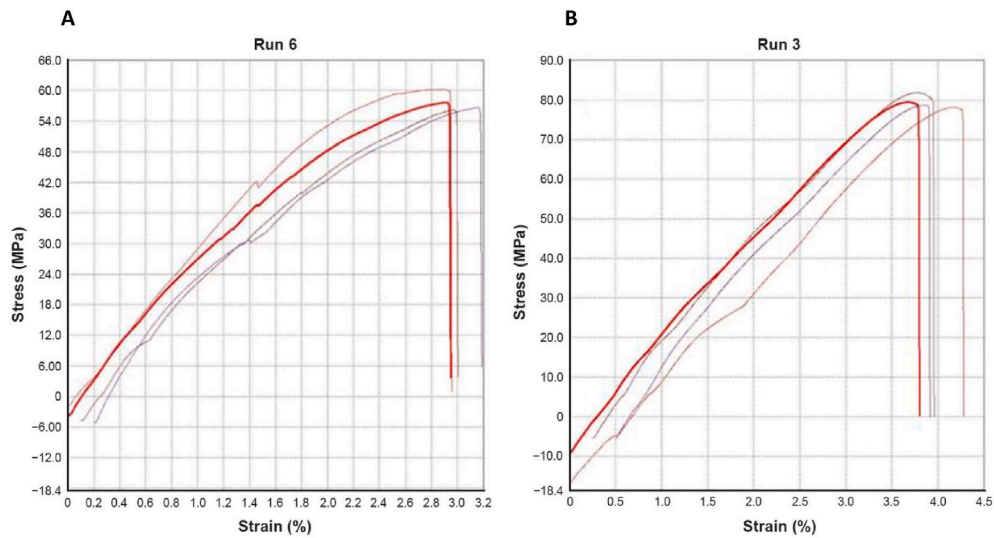 A
Run 6
Stress (MPa)
66.0
60.0
54.0
48.0
42.0
36.0
30.0
24.0
18.0
12.0
6.00
0
−6.00
−12.0
−18.4
0 0.2 0.4 0.6 0.8 1.0 1.2 1.4 1.6 1.8 2.0 2.2 2.4 2.6 2.8 3.0 3.2
Strain (%)
B
Run 3
Stress (MPa)
90.0
80.0
70.0
60.0
50.0
40.0
30.0
20.0
10.0
0
−10.0
−18.4
0 0.5 1.0 1.5 2.0 2.5 3.0 3.5 4.0 4.5
Strain (%)